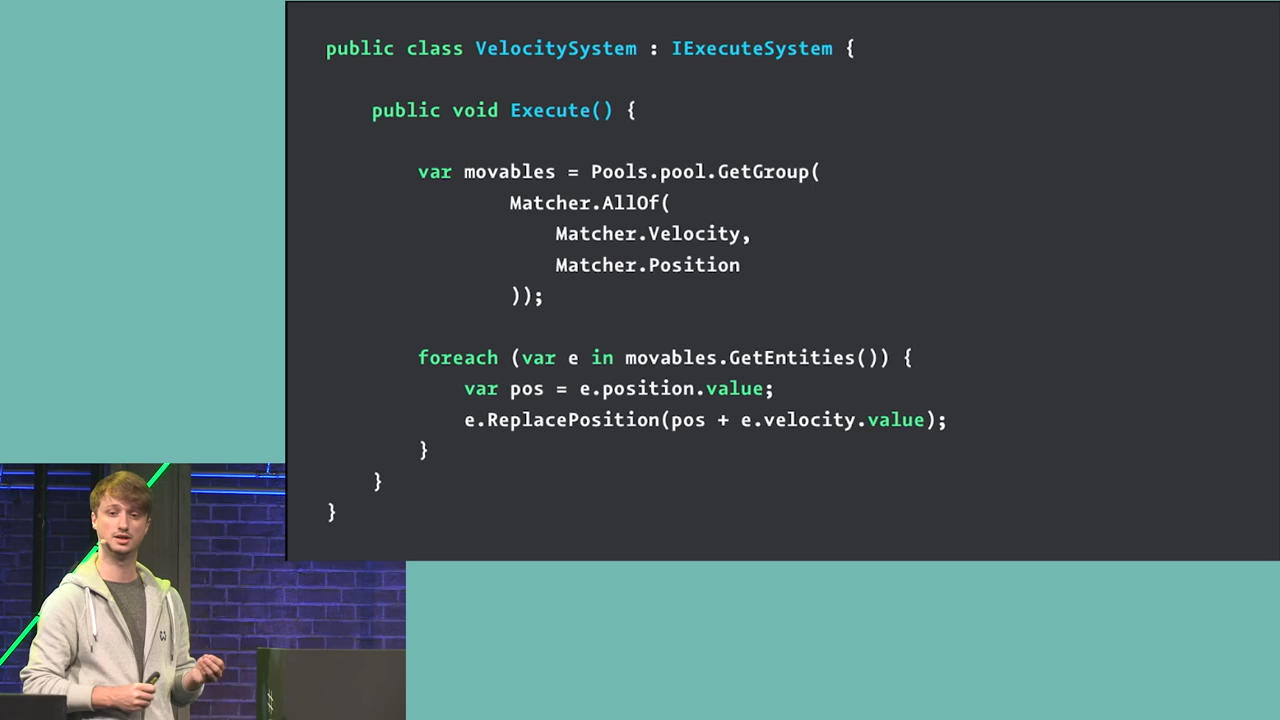 public class VelocitySystem : IExecuteSystem {
public void Execute() {
var movables = Pools.pool.GetGroup(
Matcher.AllOf(
Matcher.Velocity,
Matcher.Position
));
foreach (var e in movables.GetEntities()) {
var pos = e.position.value;
e.ReplacePosition(pos + e.velocity.value);
}
}
}